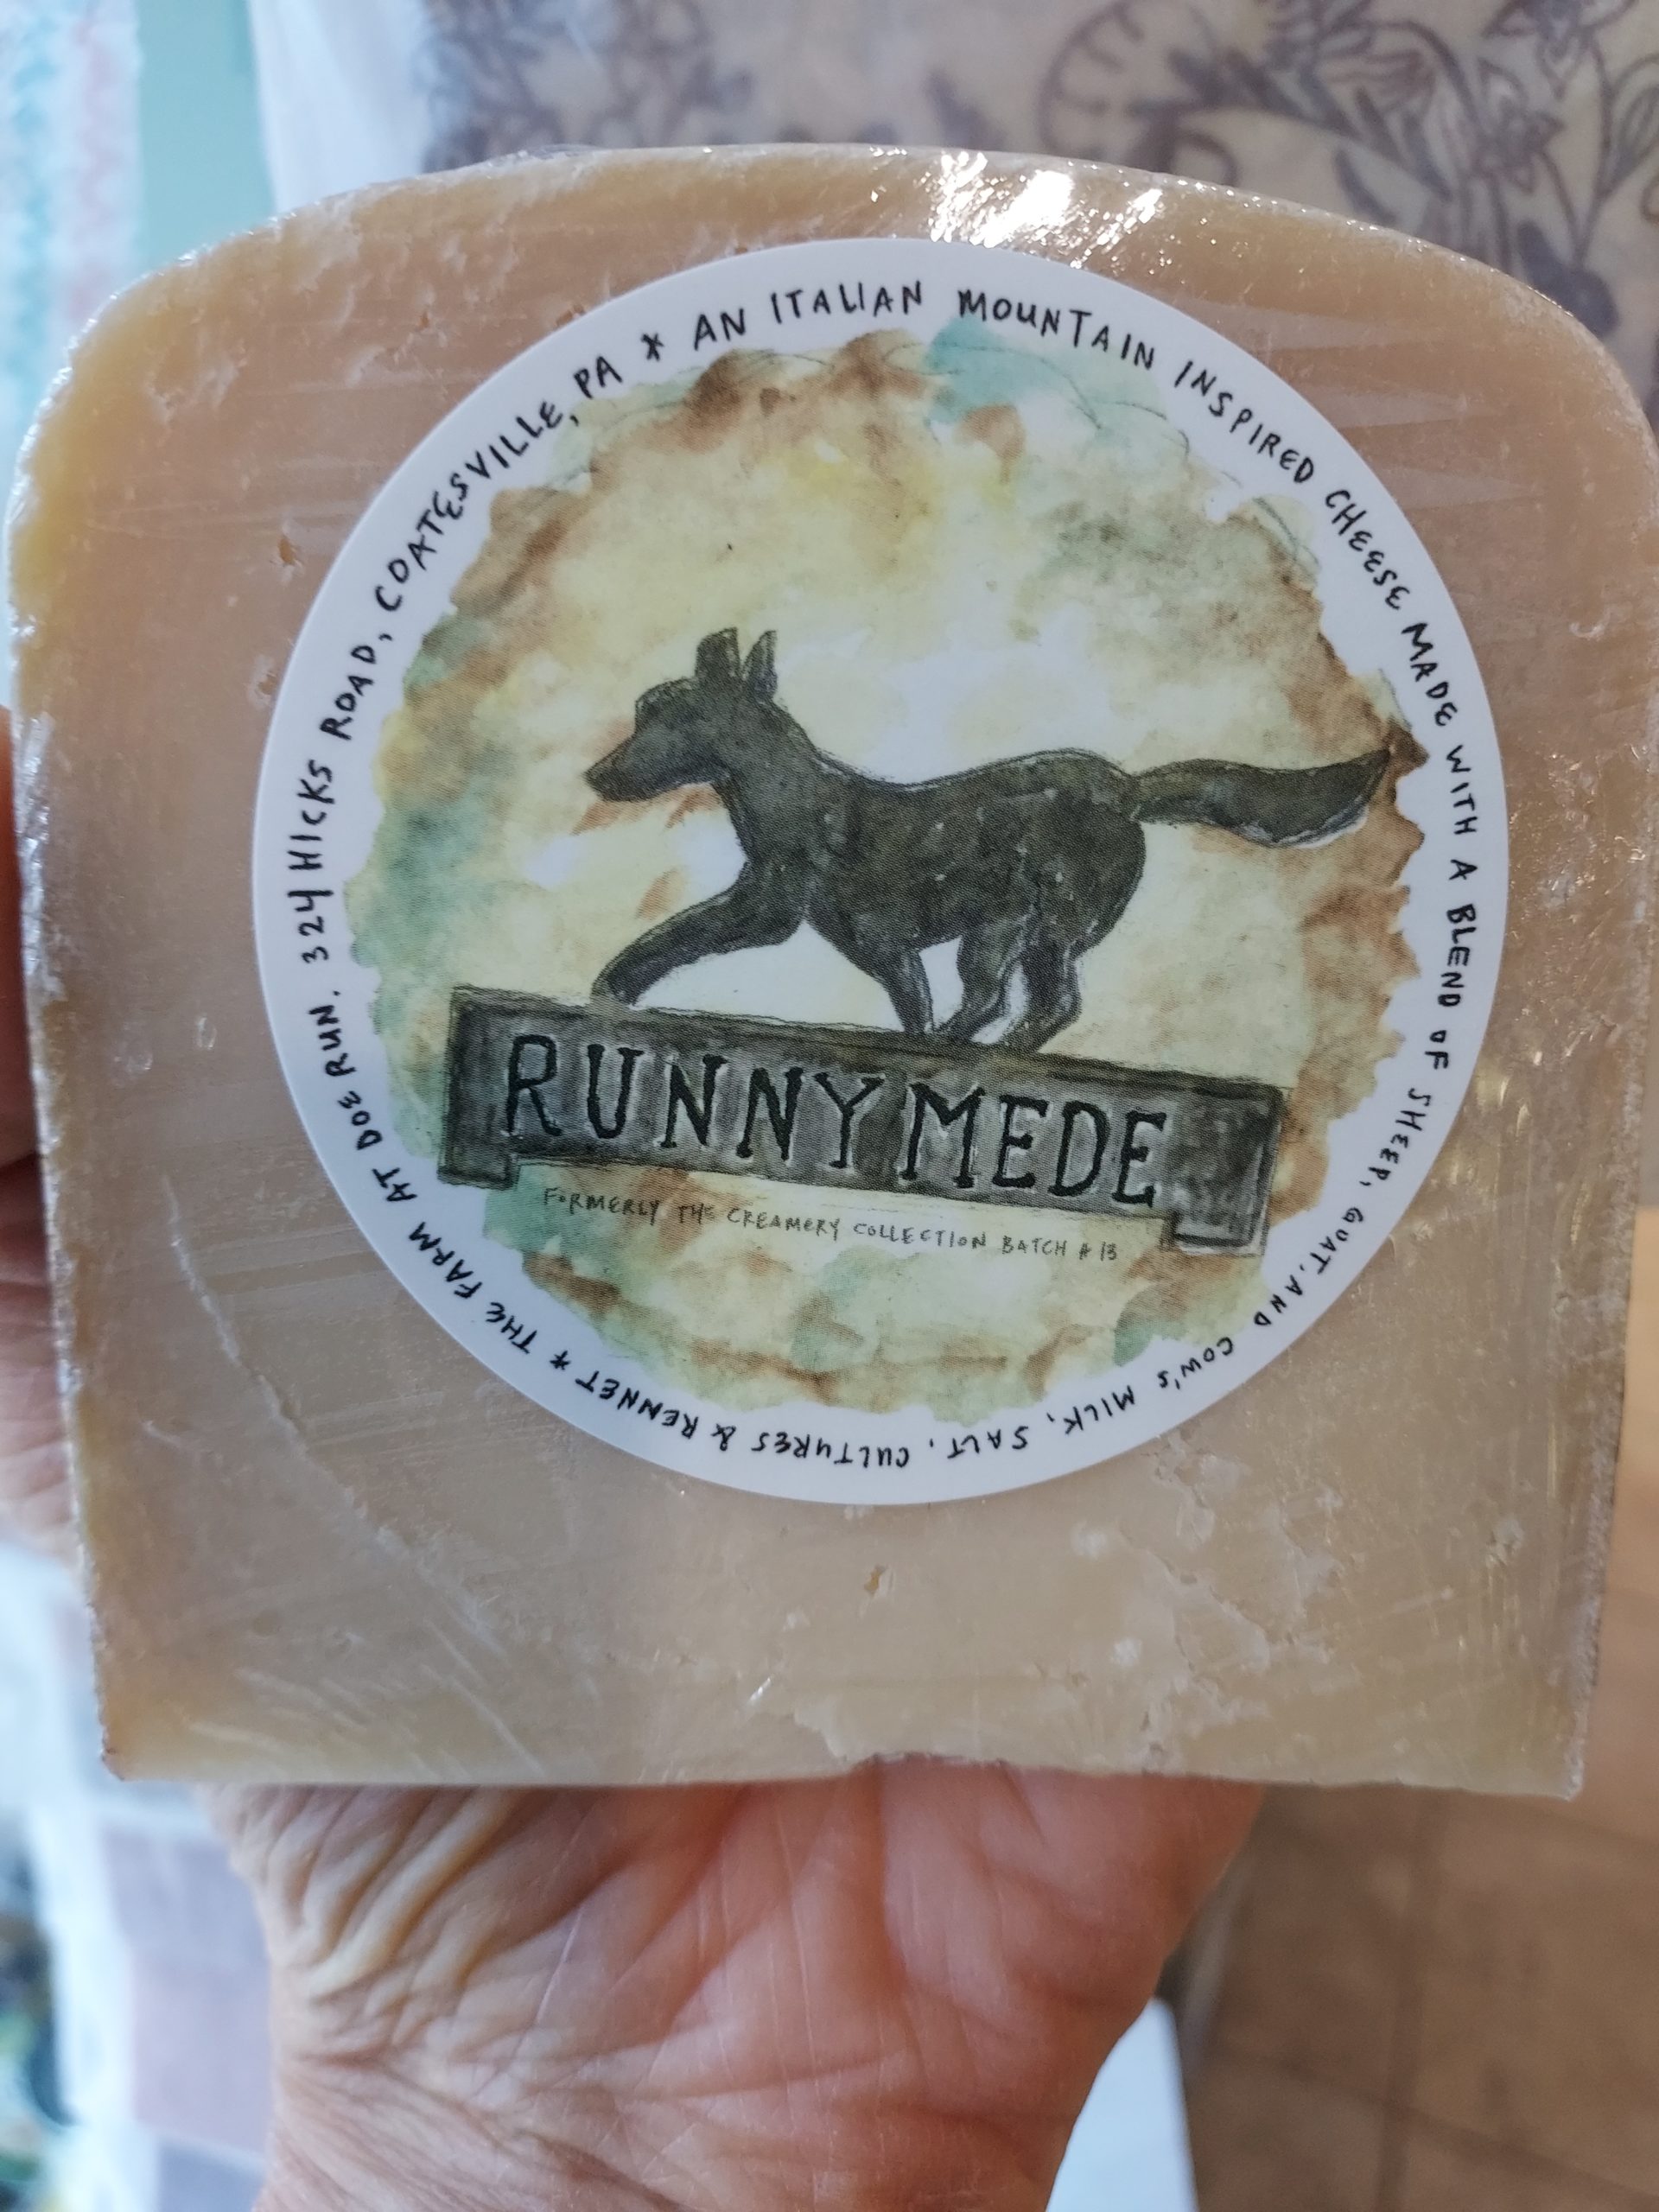 * AN ITALIAN MOUNTAIN INSPIRED CHEESE MADE WITH A BLEND OF SHEEP, GOAT, AND COW'S MILK, SALT, CULTURES & RENNET * THE FARM AT DOE RUN. 324 HICKS ROAD, COATESVILLE, PA
RUNNYMEDE
FORMERLY THE CREAMERY COLLECTION BATCH # 13